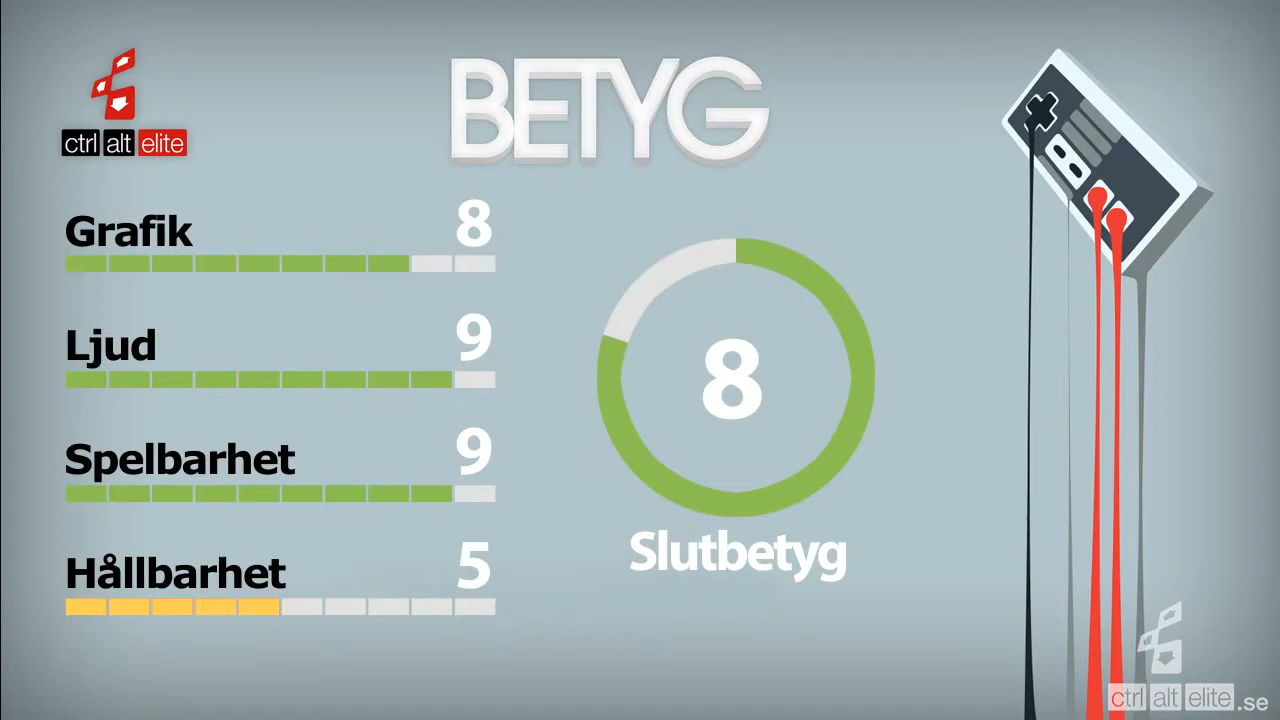 BETYG
ctrl alt elite
Grafik 8
Ljud 9
Spelbarhet 9
Hållbarhet 5
8
Slutbetyg
ctrl alt elite.se